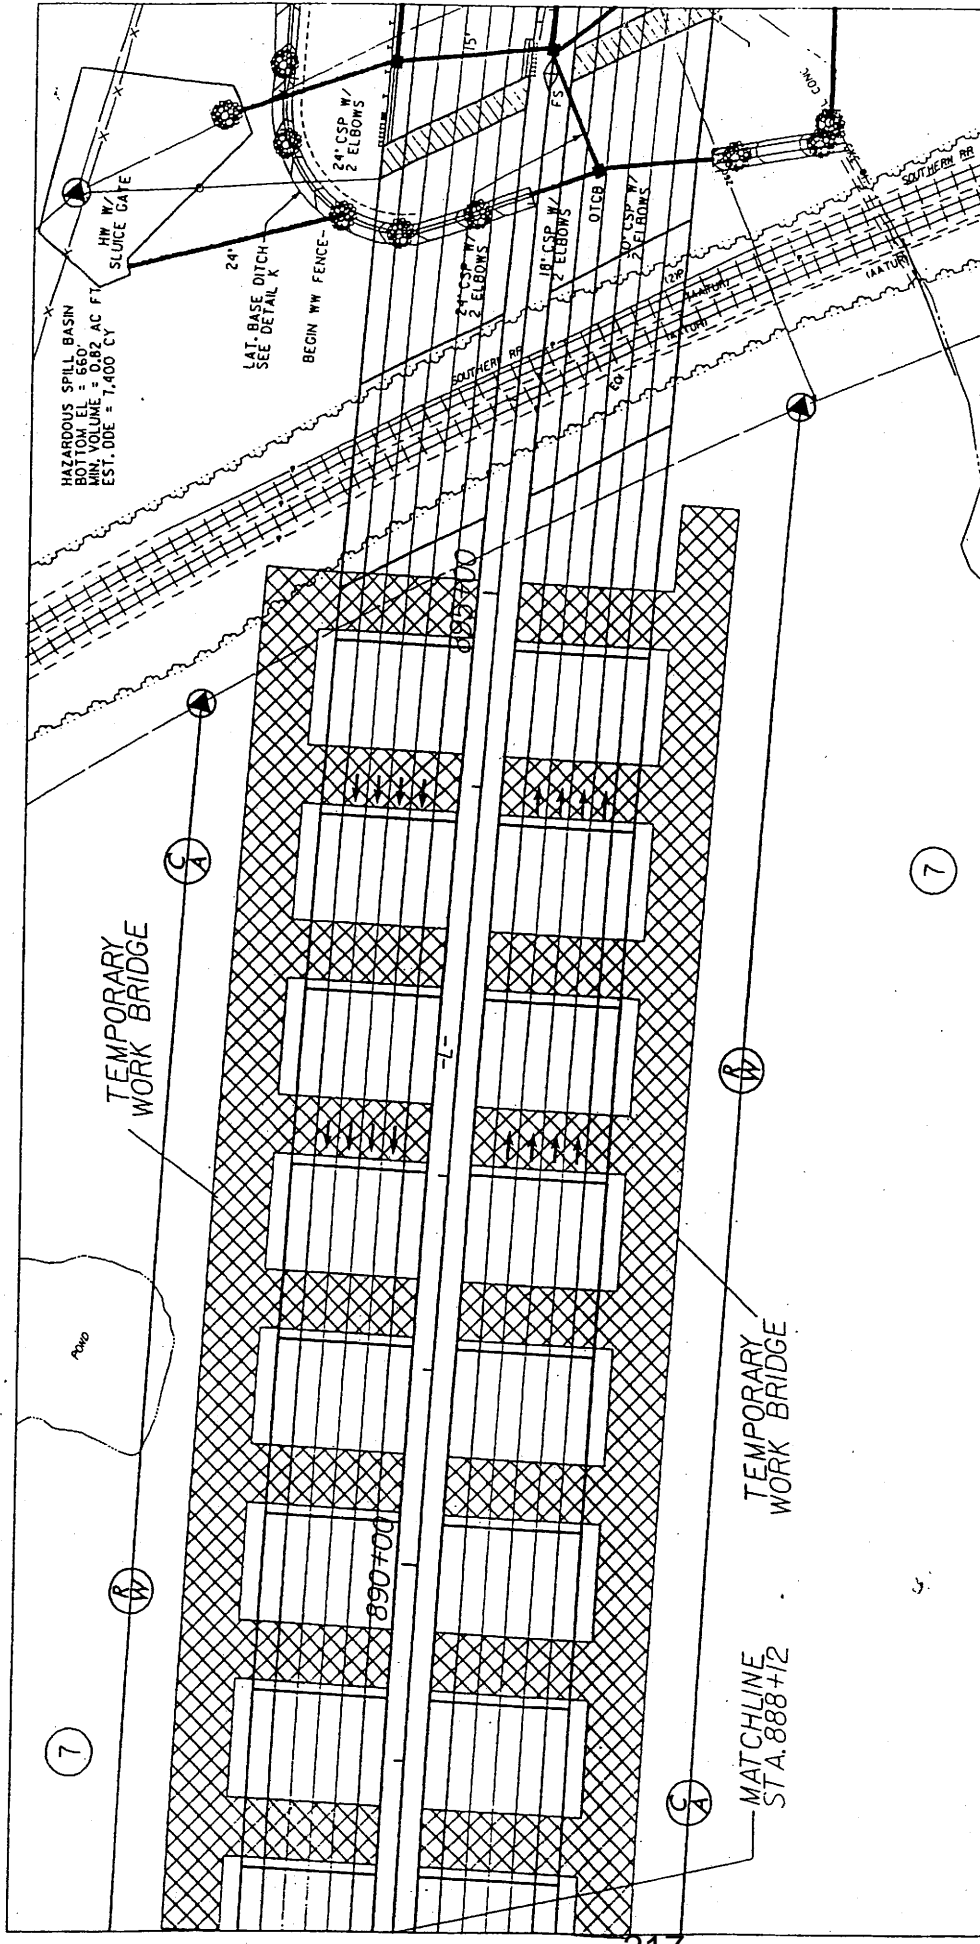 HAZARDOUS SPILL BASIN
BOTTOM EL = 660'
MIN. VOLUME = 0.82 AC FT
EST. DDE = 7,400 CY
HW W/
SLUICE GATE
24"
LAT. BASE DITCH
SEE DETAIL K
BEGIN WW FENCE
24" CSP W/
2 ELBOWS
15"
FS
24" CSP W/
2 ELBOWS
18" CSP W/
2 ELBOWS
OTCB
CSP W/
2 ELBOWS
CONC
SOUTHERN RR
SOUTHERN RR
895+00
C/A
TEMPORARY
WORK BRIDGE
-L-
R/W
7
POND
R/W
890+00
TEMPORARY
WORK BRIDGE
7
C/A
MATCHLINE
STA. 888+12